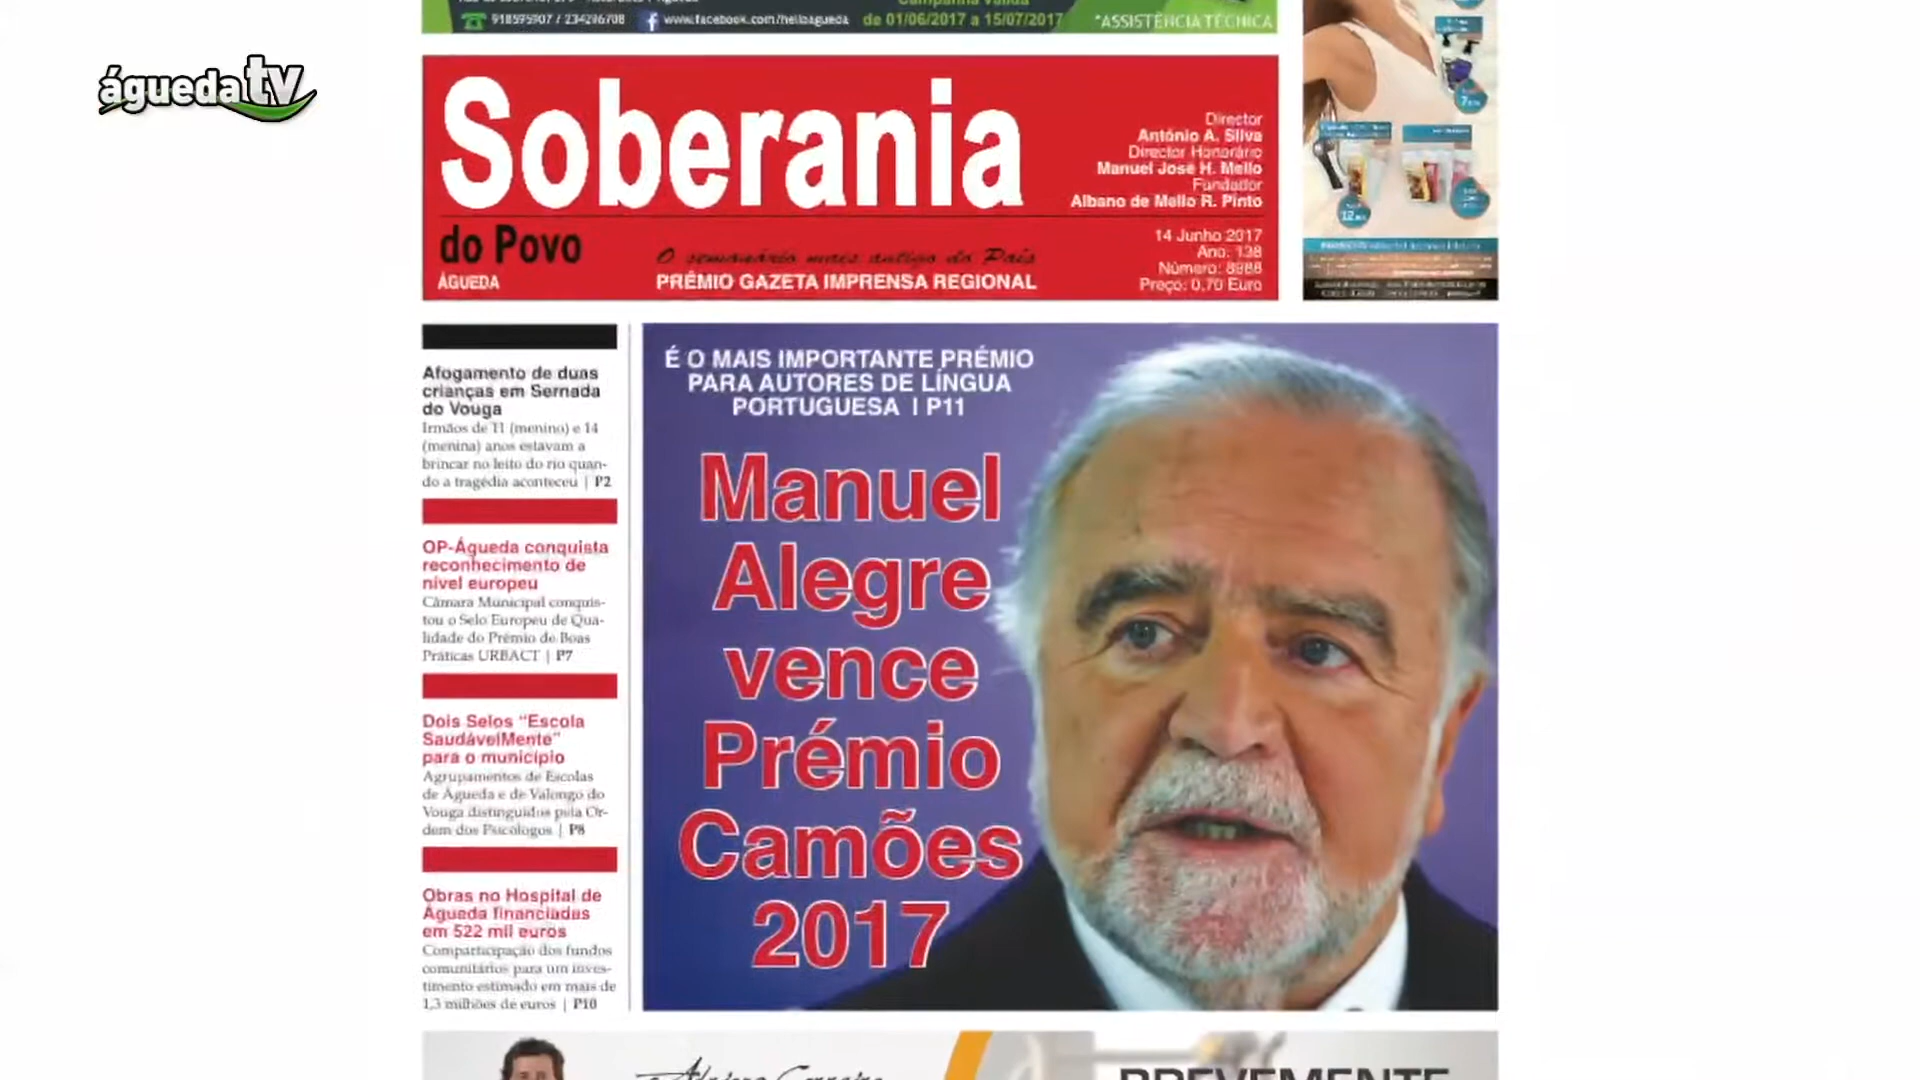 águedatv
918595907 / 234206708
www.facebook.com/helioagueda
Campanha válida
de 01/06/2017 a 15/07/2017
*ASSISTÊNCIA TÉCNICA
Soberania
do Povo
ÁGUEDA
O semanário mais antigo do País
PRÉMIO GAZETA IMPRENSA REGIONAL
Director
António A. Silva
Director Honorário
Manuel José H. Mello
Fundador
Albano de Mello R. Pinto
14 Junho 2017
Ano: 138
Número: 8986
Preço: 0,70 Euro
Afogamento de duas
crianças em Sernada
do Vouga
Irmãos de 11 (menino) e 14
(menina) anos estavam a
brincar no leito do rio quan-
do a tragédia aconteceu | P2
OP-Águeda conquista
reconhecimento de
nível europeu
Câmara Municipal conquis-
tou o Selo Europeu de Qua-
lidade do Prémio de Boas
Práticas URBACT | P7
Dois Selos "Escola
SaudávelMente"
para o município
Agrupamentos de Escolas
de Águeda e de Valongo do
Vouga distinguidos pela Or-
dem dos Psicólogos | P8
Obras no Hospital de
Águeda financiadas
em 522 mil euros
Comparticipação dos fundos
comunitários para um inves-
timento estimado em mais de
1,3 milhões de euros | P10
É O MAIS IMPORTANTE PRÉMIO
PARA AUTORES DE LÍNGUA
PORTUGUESA | P11
Manuel
Alegre
vence
Prémio
Camões
2017
BREVEMENTE